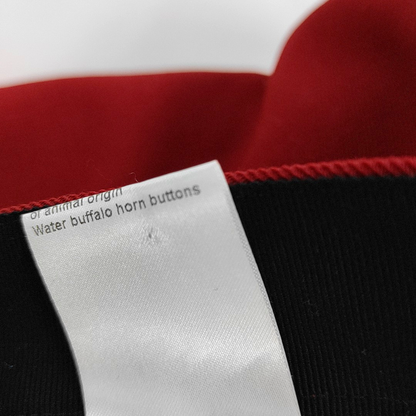 of animal origin
Water buffalo horn buttons